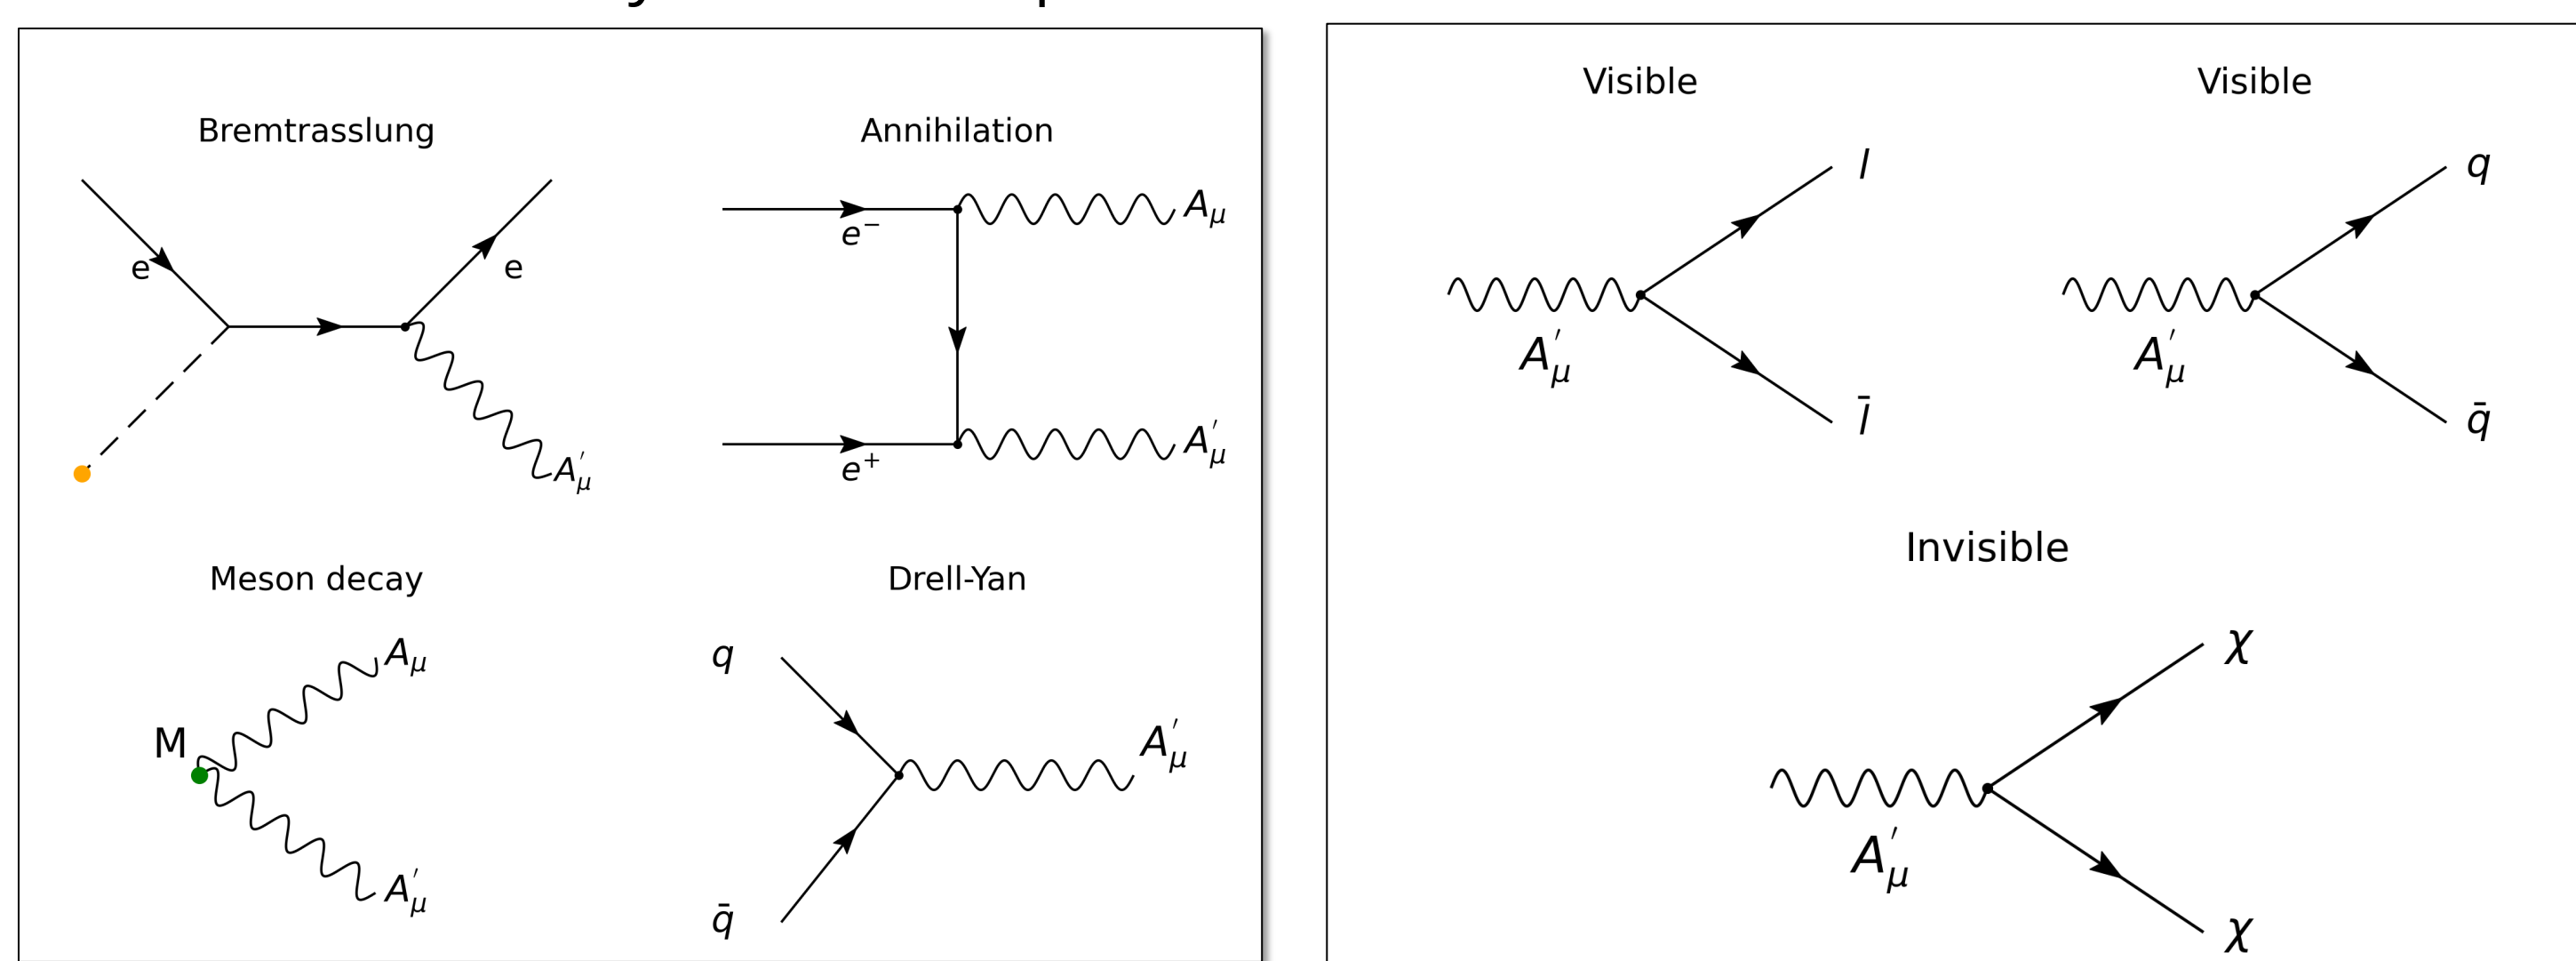 Bremtrasslung
e
e
A′μ
Annihilation
e⁻
Aμ
e⁺
A′μ
Meson decay
M
Aμ
A′μ
Drell-Yan
q
q̄
A′μ
Visible
A′μ
l
l̄
Visible
A′μ
q
q̄
Invisible
A′μ
χ
χ